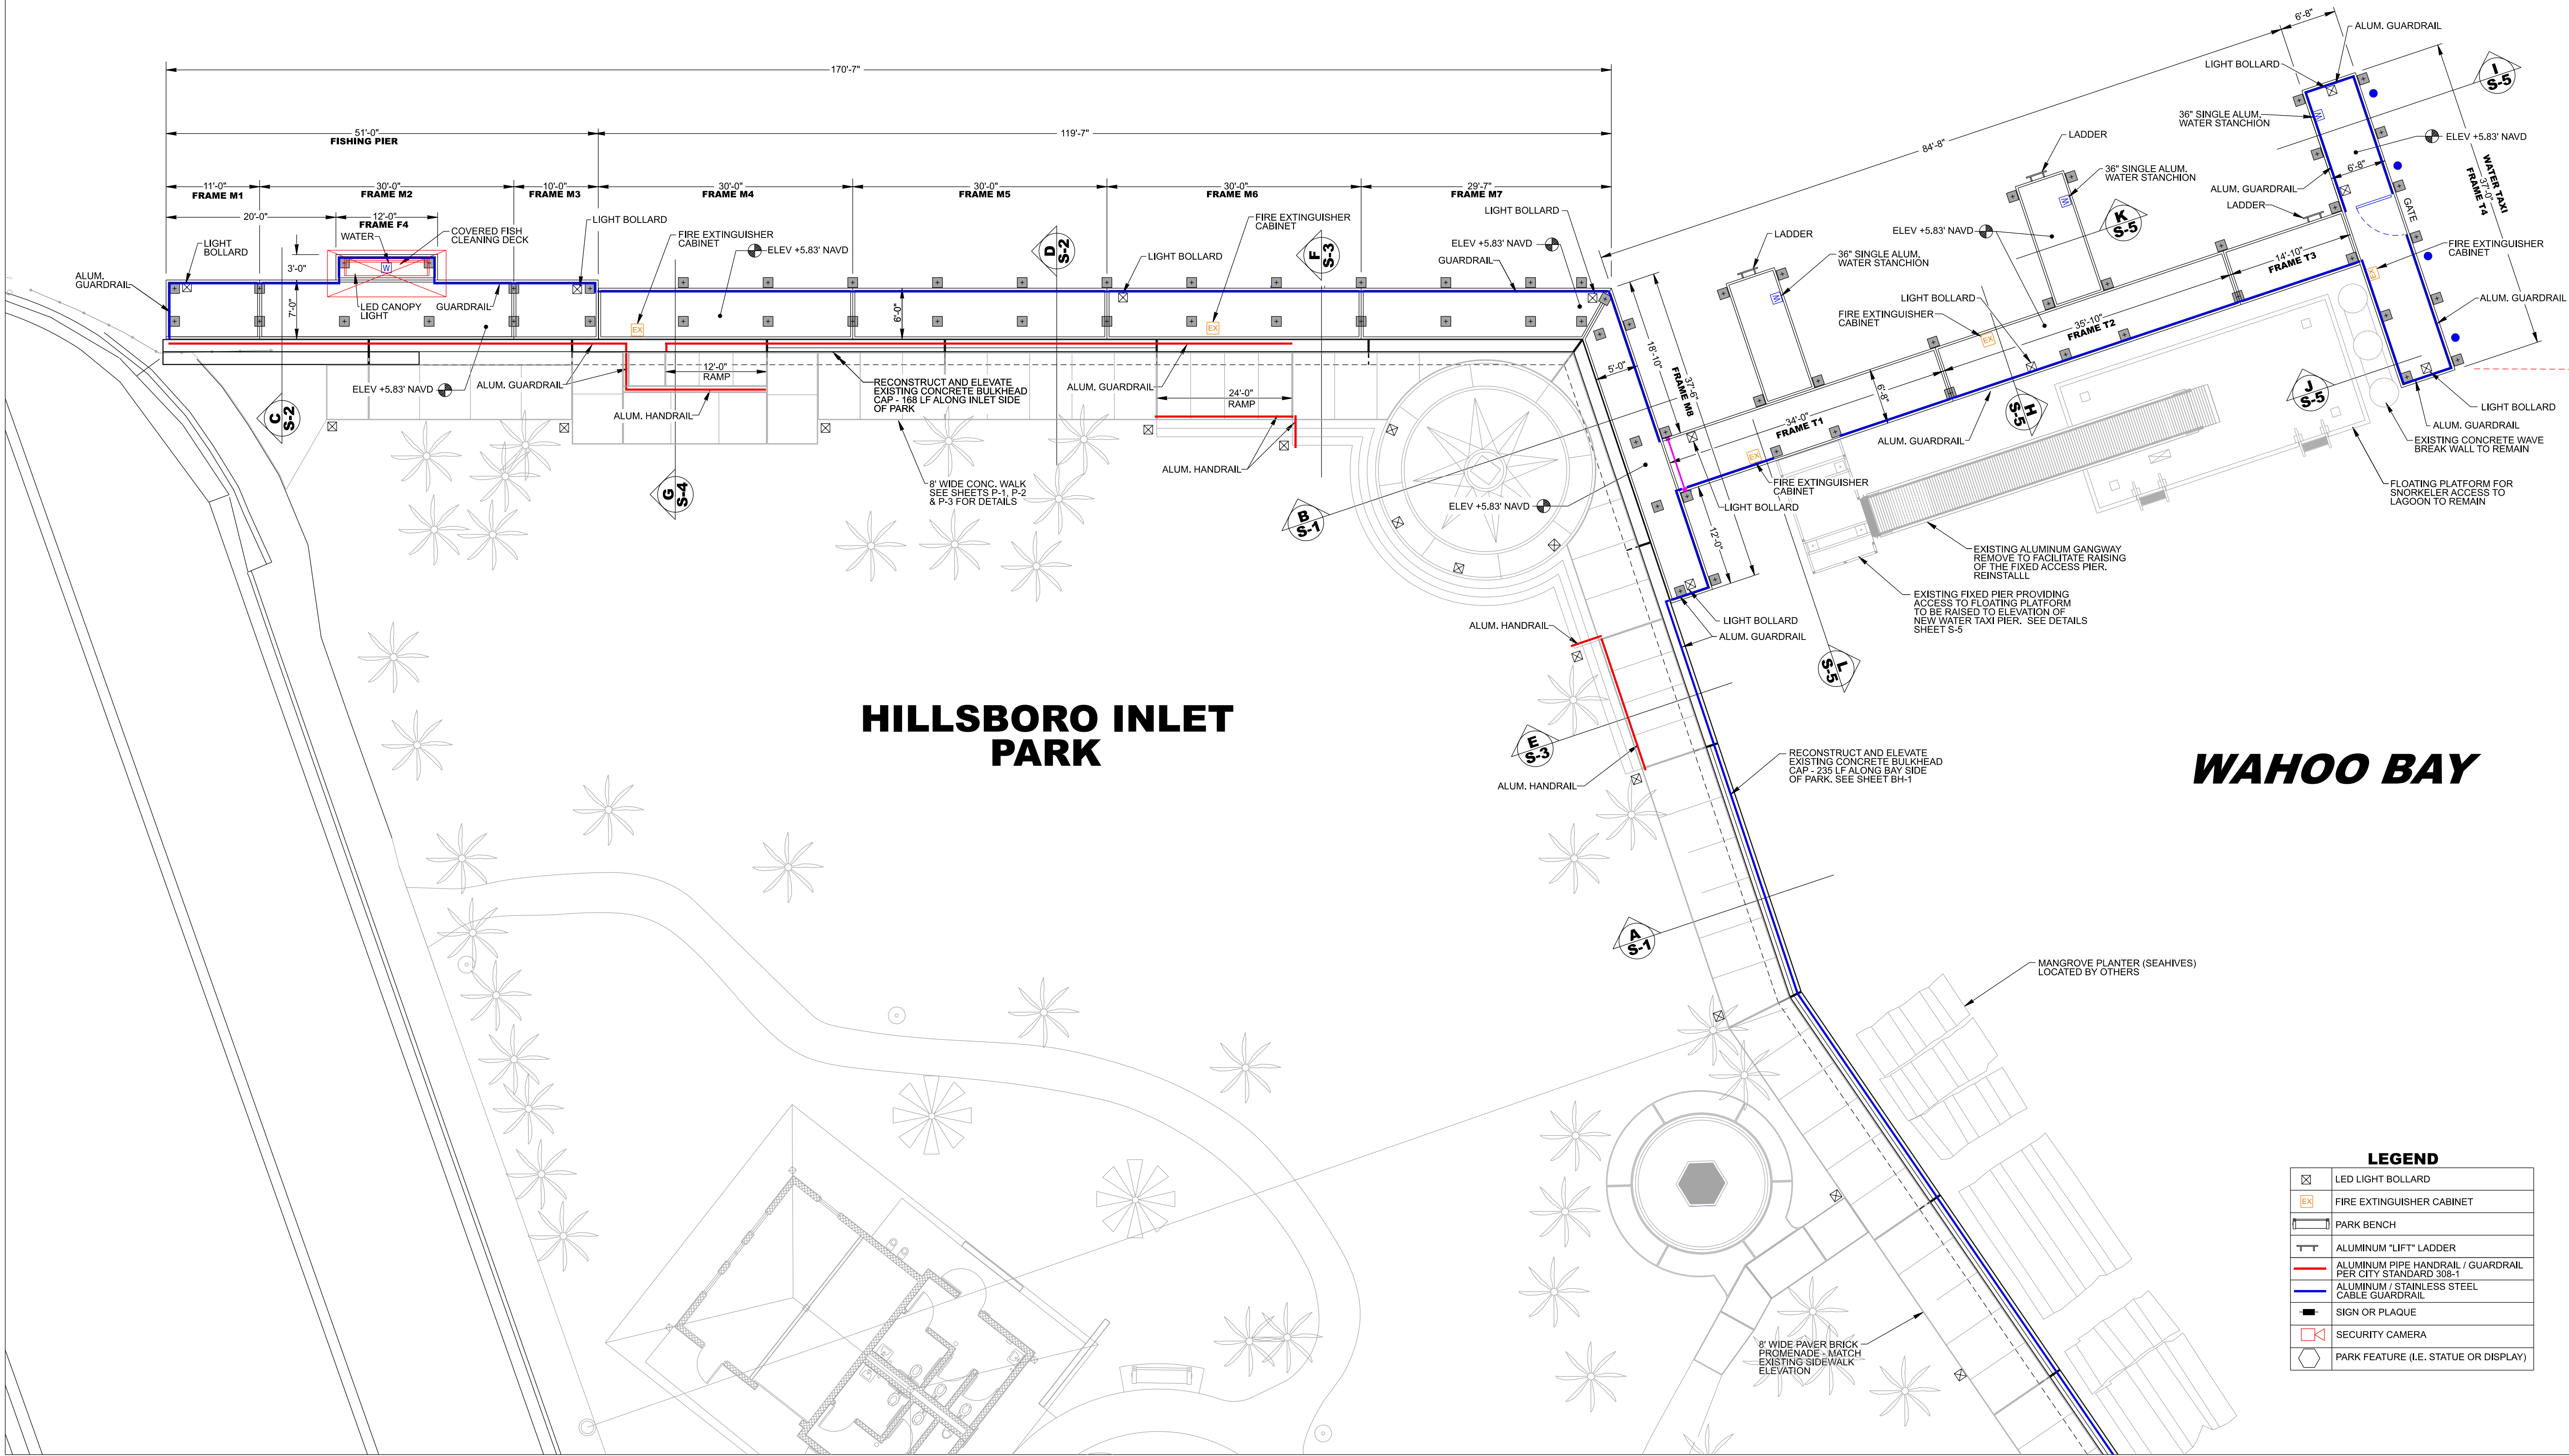 6'-8"
ALUM. GUARDRAIL
LIGHT BOLLARD
I
S-5
170'-7"
84'-8"
36" SINGLE ALUM.
WATER STANCHION
51'-0"
FISHING PIER
119'-7"
LADDER
ELEV +5.83' NAVD
6'-8"
WATER TAXI
37'-0"
FRAME T4
36" SINGLE ALUM.
WATER STANCHION
11'-0"
FRAME M1
30'-0"
FRAME M2
10'-0"
FRAME M3
30'-0"
FRAME M4
30'-0"
FRAME M5
30'-0"
FRAME M6
29'-7"
FRAME M7
ALUM. GUARDRAIL
LADDER
GATE
K
S-5
20'-0"
12'-0"
FRAME F4
LIGHT BOLLARD
FIRE EXTINGUISHER
CABINET
LIGHT BOLLARD
WATER
COVERED FISH
CLEANING DECK
LIGHT
BOLLARD
FIRE EXTINGUISHER
CABINET
ELEV +5.83' NAVD
D
S-2
F
S-3
ELEV +5.83' NAVD
LADDER
ELEV +5.83' NAVD
FIRE EXTINGUISHER
CABINET
ALUM.
GUARDRAIL
3'-0"
W
LIGHT BOLLARD
GUARDRAIL
36" SINGLE ALUM.
WATER STANCHION
W
W
W
14'-10"
FRAME T3
EX
7'-0"
LED CANOPY
LIGHT
GUARDRAIL
6'-0"
EX
EX
LIGHT BOLLARD
FIRE EXTINGUISHER
CABINET
EX
35'-10"
FRAME T2
ALUM. GUARDRAIL
ELEV +5.83' NAVD
ALUM. GUARDRAIL
12'-0"
RAMP
RECONSTRUCT AND ELEVATE
EXISTING CONCRETE BULKHEAD
CAP - 168 LF ALONG INLET SIDE
OF PARK
ALUM. GUARDRAIL
24'-0"
RAMP
5'-0"
18'-10"
37'-6"
FRAME M8
6'-8"
34'-0"
FRAME T1
H
S-5
J
S-5
LIGHT BOLLARD
C
S-2
ALUM. HANDRAIL
ALUM. GUARDRAIL
ALUM. GUARDRAIL
EXISTING CONCRETE WAVE
BREAK WALL TO REMAIN
G
S-4
8' WIDE CONC. WALK
SEE SHEETS P-1, P-2
& P-3 FOR DETAILS
ALUM. HANDRAIL
B
S-1
ELEV +5.83' NAVD
EX
FIRE EXTINGUISHER
CABINET
LIGHT BOLLARD
12'-0"
FLOATING PLATFORM FOR
SNORKELER ACCESS TO
LAGOON TO REMAIN
EXISTING ALUMINUM GANGWAY
REMOVE TO FACILITATE RAISING
OF THE FIXED ACCESS PIER.
REINSTALLL
EXISTING FIXED PIER PROVIDING
ACCESS TO FLOATING PLATFORM
TO BE RAISED TO ELEVATION OF
NEW WATER TAXI PIER. SEE DETAILS
SHEET S-5
ALUM. HANDRAIL
LIGHT BOLLARD
ALUM. GUARDRAIL
L
S-5
HILLSBORO INLET
PARK
E
S-3
ALUM. HANDRAIL
RECONSTRUCT AND ELEVATE
EXISTING CONCRETE BULKHEAD
CAP - 235 LF ALONG BAY SIDE
OF PARK. SEE SHEET BH-1
WAHOO BAY
A
S-1
MANGROVE PLANTER (SEAHIVES)
LOCATED BY OTHERS
8' WIDE PAVER BRICK
PROMENADE - MATCH
EXISTING SIDEWALK
ELEVATION
LEGEND
LED LIGHT BOLLARD
EX
FIRE EXTINGUISHER CABINET
PARK BENCH
ALUMINUM "LIFT" LADDER
ALUMINUM PIPE HANDRAIL / GUARDRAIL
PER CITY STANDARD 308-1
ALUMINUM / STAINLESS STEEL
CABLE GUARDRAIL
SIGN OR PLAQUE
SECURITY CAMERA
PARK FEATURE (I.E. STATUE OR DISPLAY)